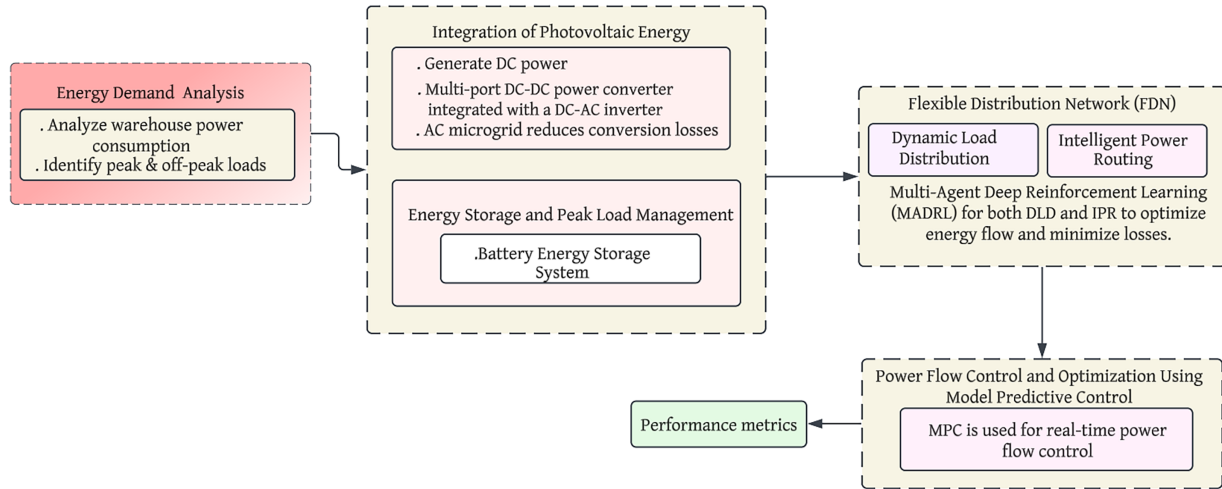 Energy Demand Analysis
. Analyze warehouse power
consumption
. Identify peak & off-peak loads
Integration of Photovoltaic Energy
. Generate DC power
. Multi-port DC-DC power converter
integrated with a DC-AC inverter
. AC microgrid reduces conversion losses
Energy Storage and Peak Load Management
.Battery Energy Storage
System
Flexible Distribution Network (FDN)
Dynamic Load
Distribution
Intelligent Power
Routing
Multi-Agent Deep Reinforcement Learning
(MADRL) for both DLD and IPR to optimize
energy flow and minimize losses.
Power Flow Control and Optimization Using
Model Predictive Control
MPC is used for real-time power
flow control
Performance metrics